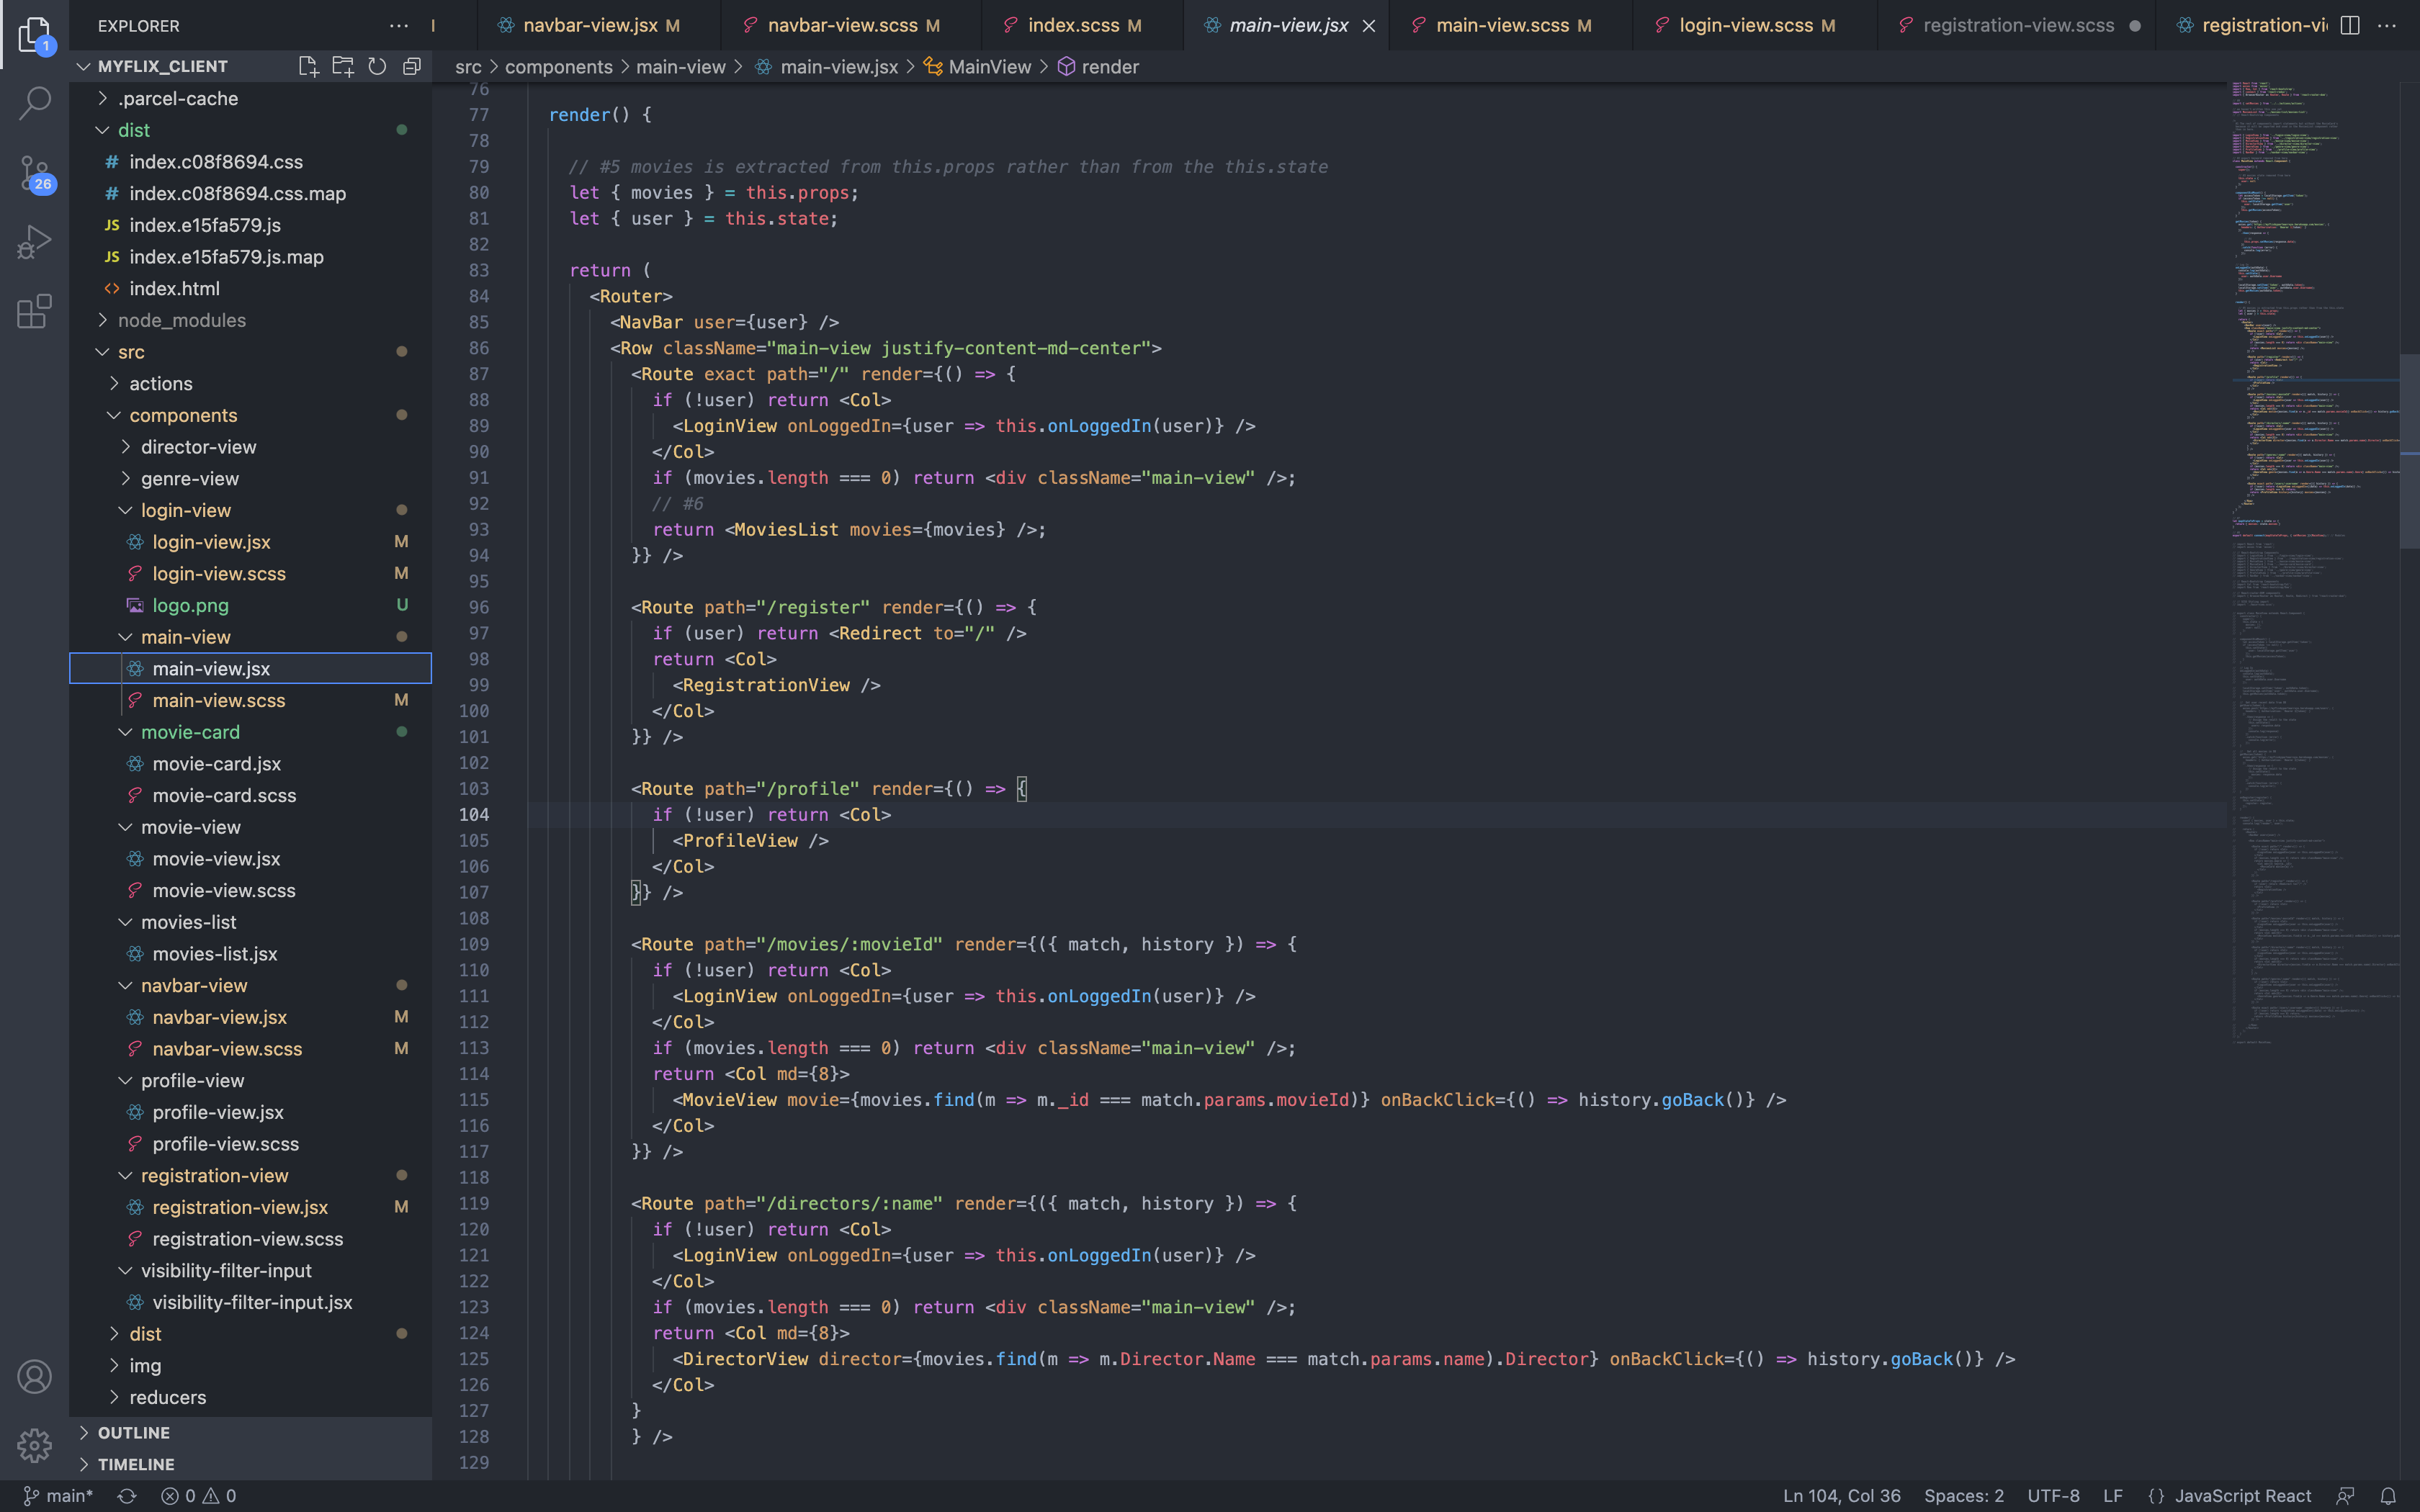 EXPLORER
navbar-view.jsx M
navbar-view.scss M
index.scss M
main-view.jsx
main-view.scss M
login-view.scss M
registration-view.scss
registration-vi
MYFLIX_CLIENT
src > components > main-view > main-view.jsx > MainView > render
1
26
.parcel-cache
dist
index.c08f8694.css
index.c08f8694.css.map
JS index.e15fa579.js
JS index.e15fa579.js.map
index.html
node_modules
src
actions
components
director-view
genre-view
login-view
login-view.jsx M
login-view.scss M
logo.png U
main-view
main-view.jsx
main-view.scss M
movie-card
movie-card.jsx
movie-card.scss
movie-view
movie-view.jsx
movie-view.scss
movies-list
movies-list.jsx
navbar-view
navbar-view.jsx M
navbar-view.scss M
profile-view
profile-view.jsx
profile-view.scss
registration-view
registration-view.jsx M
registration-view.scss
visibility-filter-input
visibility-filter-input.jsx
dist
img
reducers
OUTLINE
TIMELINE
76
77 render() {
78
79 // #5 movies is extracted from this.props rather than from the this.state
80 let { movies } = this.props;
81 let { user } = this.state;
82
83 return (
84 <Router>
85 <NavBar user={user} />
86 <Row className="main-view justify-content-md-center">
87 <Route exact path="/" render={() => {
88 if (!user) return <Col>
89 <LoginView onLoggedIn={user => this.onLoggedIn(user)} />
90 </Col>
91 if (movies.length === 0) return <div className="main-view" />;
92 // #6
93 return <MoviesList movies={movies} />;
94 }} />
95
96 <Route path="/register" render={() => {
97 if (user) return <Redirect to="/" />
98 return <Col>
99 <RegistrationView />
100 </Col>
101 }} />
102
103 <Route path="/profile" render={() => {
104 if (!user) return <Col>
105 <ProfileView />
106 </Col>
107 }} />
108
109 <Route path="/movies/:movieId" render={({ match, history }) => {
110 if (!user) return <Col>
111 <LoginView onLoggedIn={user => this.onLoggedIn(user)} />
112 </Col>
113 if (movies.length === 0) return <div className="main-view" />;
114 return <Col md={8}>
115 <MovieView movie={movies.find(m => m._id === match.params.movieId)} onBackClick={() => history.goBack()} />
116 </Col>
117 }} />
118
119 <Route path="/directors/:name" render={({ match, history }) => {
120 if (!user) return <Col>
121 <LoginView onLoggedIn={user => this.onLoggedIn(user)} />
122 </Col>
123 if (movies.length === 0) return <div className="main-view" />;
124 return <Col md={8}>
125 <DirectorView director={movies.find(m => m.Director.Name === match.params.name).Director} onBackClick={() => history.goBack()} />
126 </Col>
127 }
128 } />
129
main* 0 0
Ln 104, Col 36 Spaces: 2 UTF-8 LF {} JavaScript React